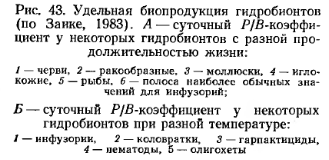 Рис. 43. Удельная биопродукция гидробионтов
(по Заике, 1983). А — суточный P/B-коэффи-
циент у некоторых гидробионтов с разной про-
должительностью жизни:
1 — черви, 2 — ракообразные, 3 — моллюски, 4 — игло-
кожие, 5 — рыбы, 6 — полоса наиболее обычных зна-
чений для инфузорий;
Б — суточный P/B-коэффициент у некоторых
гидробионтов при разной температуре:
1 — инфузории, 2 — коловратки, 3 — гарпактициды,
4 — нематоды, 5 — олигохеты